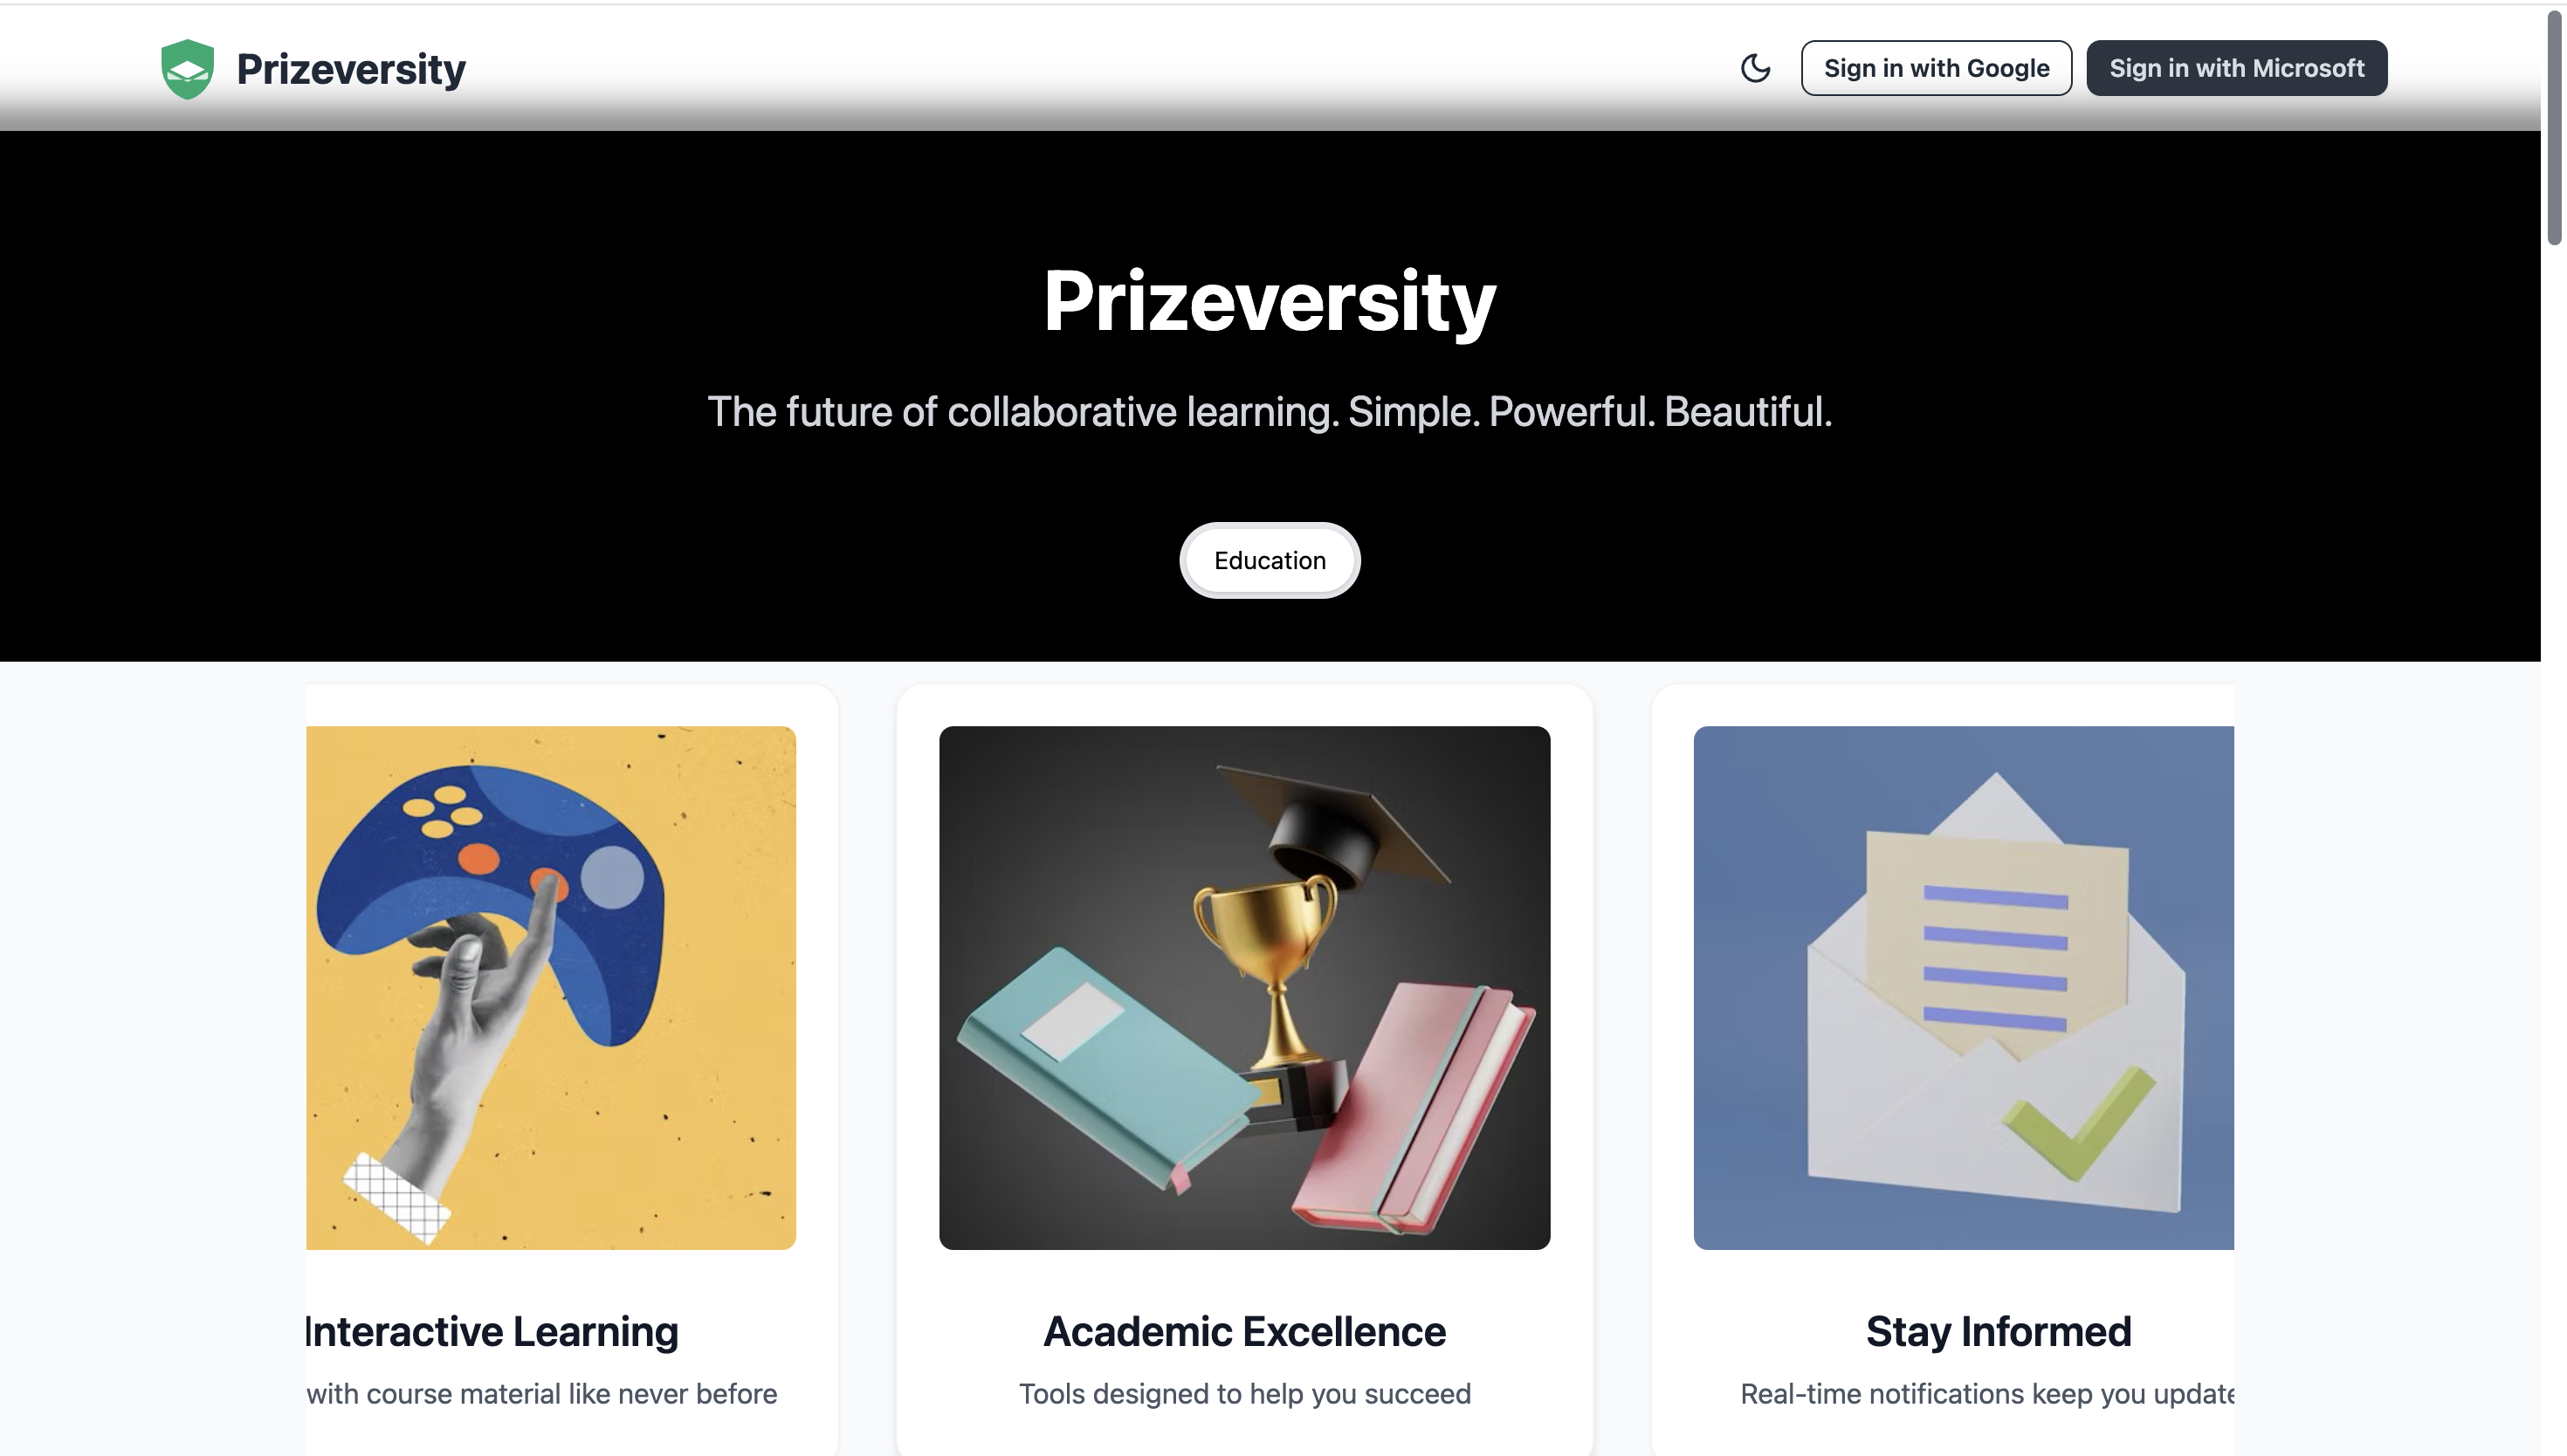 Prizeversity
Sign in with Google
Sign in with Microsoft
Prizeversity
The future of collaborative learning. Simple. Powerful. Beautiful.
Education
Interactive Learning
with course material like never before
Academic Excellence
Tools designed to help you succeed
Stay Informed
Real-time notifications keep you update